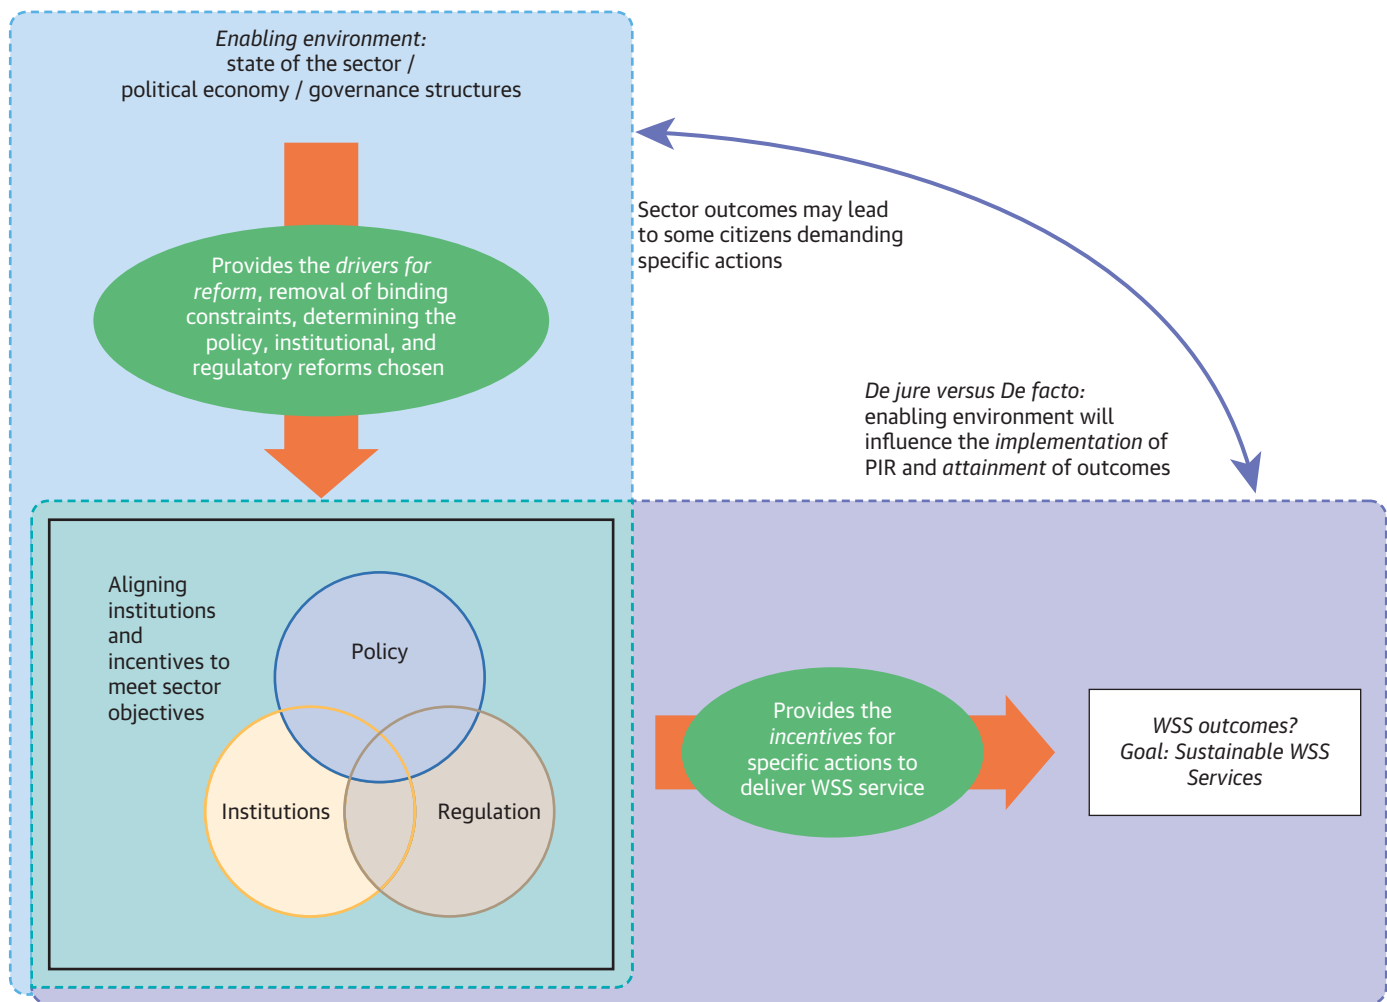 Enabling environment:
state of the sector /
political economy / governance structures
Provides the drivers for
reform, removal of binding
constraints, determining the
policy, institutional, and
regulatory reforms chosen
Sector outcomes may lead
to some citizens demanding
specific actions
De jure versus De facto:
enabling environment will
influence the implementation of
PIR and attainment of outcomes
Aligning
institutions
and
incentives to
meet sector
objectives
Policy
Institutions
Regulation
Provides the
incentives for
specific actions to
deliver WSS service
WSS outcomes?
Goal: Sustainable WSS
Services